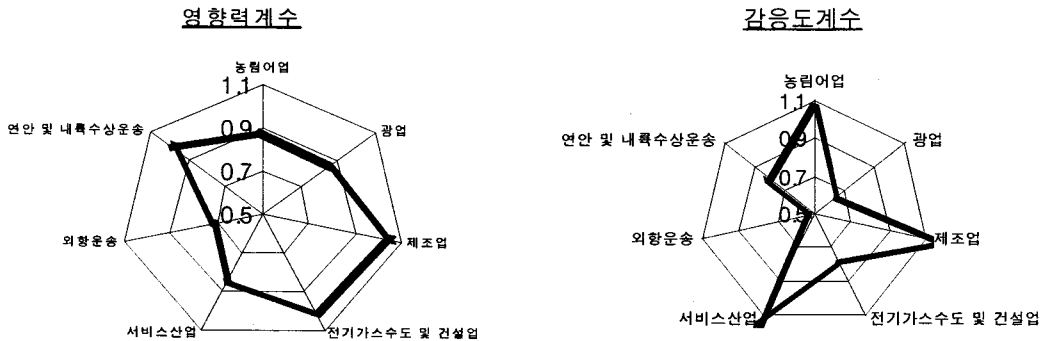 영향력계수
농림어업
1.1
0.9
0.7
0.5
광업
제조업
전기가스수도 및 건설업
서비스산업
외항운송
연안 및 내륙수상운송
감응도계수
농림어업
1.1
0.9
0.7
0.5
광업
제조업
전기가스수도 및 건설업
서비스산업
외항운송
연안 및 내륙수상운송